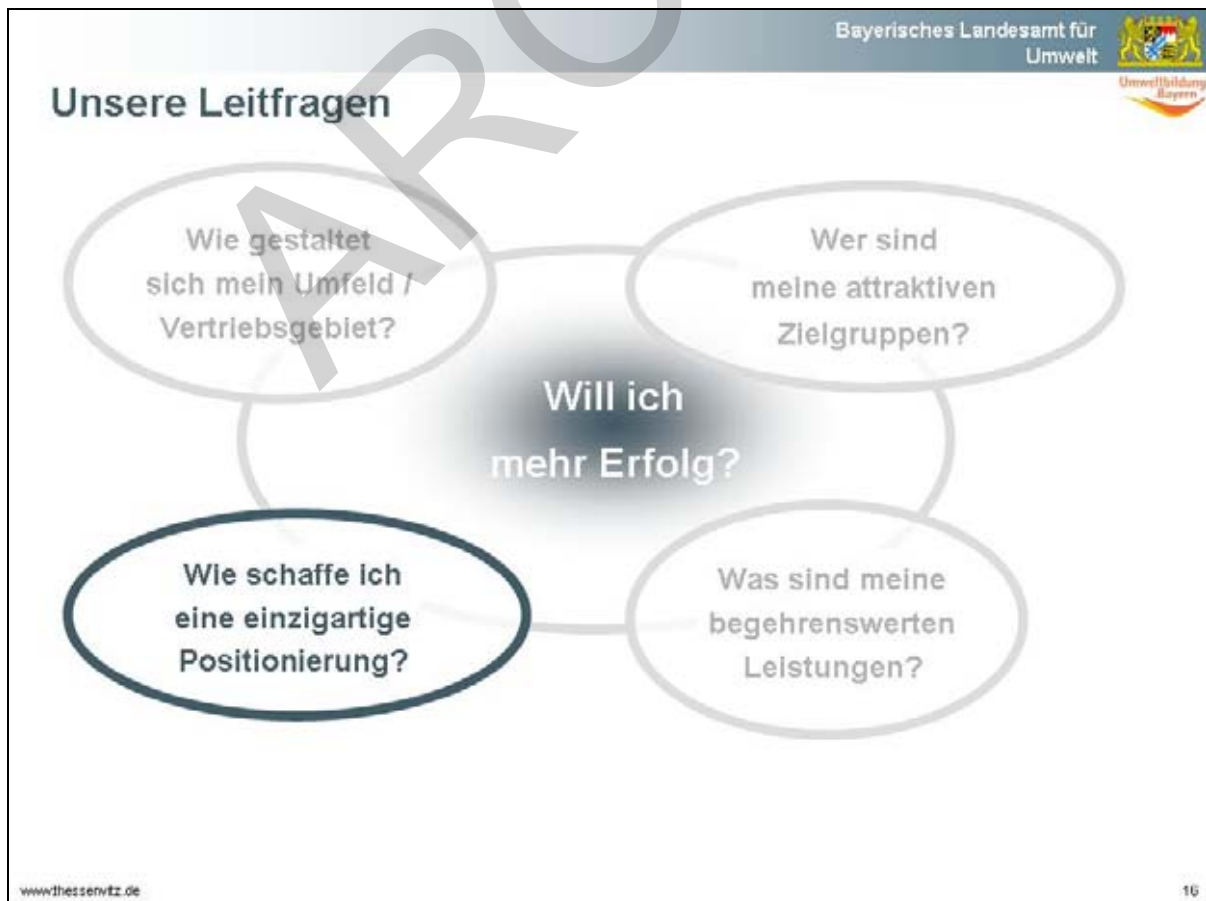 Bayerisches Landesamt für
Umwelt
Umweltbildung
Bayern
Unsere Leitfragen
Wie gestaltet
sich mein Umfeld /
Vertriebsgebiet?
Wer sind
meine attraktiven
Zielgruppen?
Will ich
mehr Erfolg?
Wie schaffe ich
eine einzigartige
Positionierung?
Was sind meine
begehrenswerten
Leistungen?
www.thessenvitz.de
16
ARC